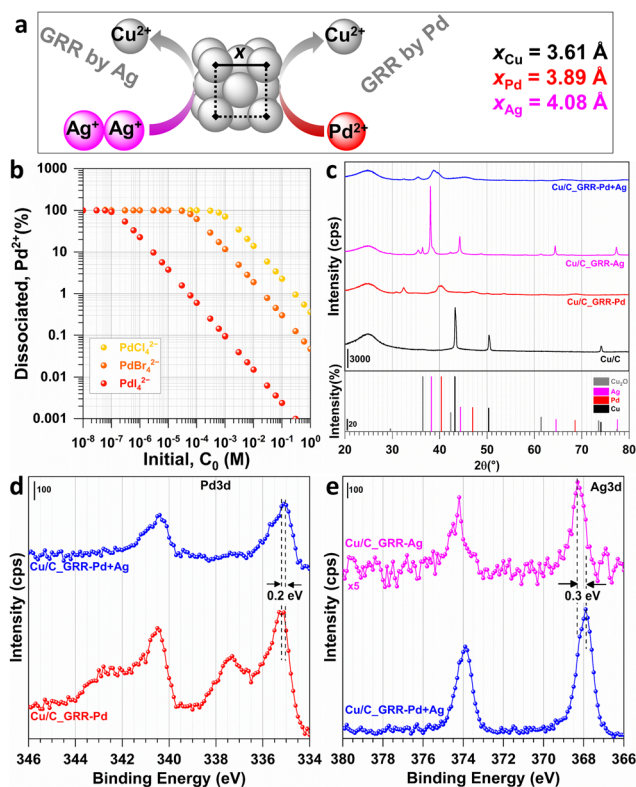 a
x
Cu²⁺
Cu²⁺
GRR by Ag
GRR by Pd
Ag⁺ Ag⁺
Pd²⁺
xCu = 3.61 Å
xPd = 3.89 Å
xAg = 4.08 Å
b
Dissociated, Pd²⁺(%)
1000
100
10
1
0.1
0.01
0.001
PdCl₄²⁻
PdBr₄²⁻
PdI₄²⁻
10⁻⁸ 10⁻⁷ 10⁻⁶ 10⁻⁵ 10⁻⁴ 10⁻³ 10⁻² 10⁻¹ 10⁰
Initial, C₀ (M)
c
Intensity (cps)
Cu/C_GRR-Pd+Ag
Cu/C_GRR-Ag
Cu/C_GRR-Pd
Cu/C
3000
Intensity(%)
20
Cu₂O
Ag
Pd
Cu
20 30 40 50 60 70 80
2θ(°)
d
100
Pd3d
Cu/C_GRR-Pd+Ag
0.2 eV
Cu/C_GRR-Pd
Intensity (cps)
346 344 342 340 338 336 334
Binding Energy (eV)
e
100
Ag3d
Cu/C_GRR-Ag
x5
0.3 eV
Cu/C_GRR-Pd+Ag
Intensity (cps)
380 378 376 374 372 370 368 366
Binding Energy (eV)